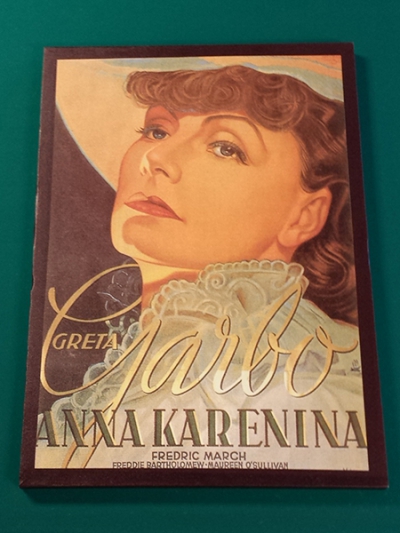 GRETA
Garbo
ANNA KARENINA
FREDRIC MARCH
FREDDIE BARTHOLOMEW·MAUREEN O'SULLIVAN